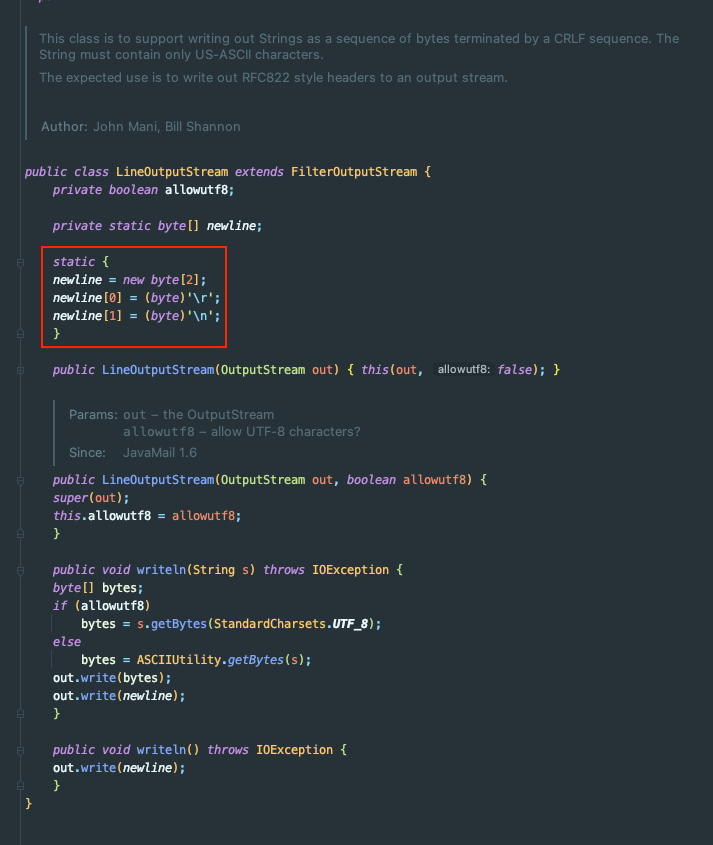 This class is to support writing out Strings as a sequence of bytes terminated by a CRLF sequence. The
String must contain only US-ASCII characters.
The expected use is to write out RFC822 style headers to an output stream.
Author: John Mani, Bill Shannon
public class LineOutputStream extends FilterOutputStream {
private boolean allowutf8;
private static byte[] newline;
static {
newline = new byte[2];
newline[0] = (byte)'\r';
newline[1] = (byte)'\n';
}
public LineOutputStream(OutputStream out) { this(out, allowutf8: false); }
Params: out – the OutputStream
allowutf8 – allow UTF-8 characters?
Since: JavaMail 1.6
public LineOutputStream(OutputStream out, boolean allowutf8) {
super(out);
this.allowutf8 = allowutf8;
}
public void writeln(String s) throws IOException {
byte[] bytes;
if (allowutf8)
bytes = s.getBytes(StandardCharsets.UTF_8);
else
bytes = ASCIIUtility.getBytes(s);
out.write(bytes);
out.write(newline);
}
public void writeln() throws IOException {
out.write(newline);
}
}